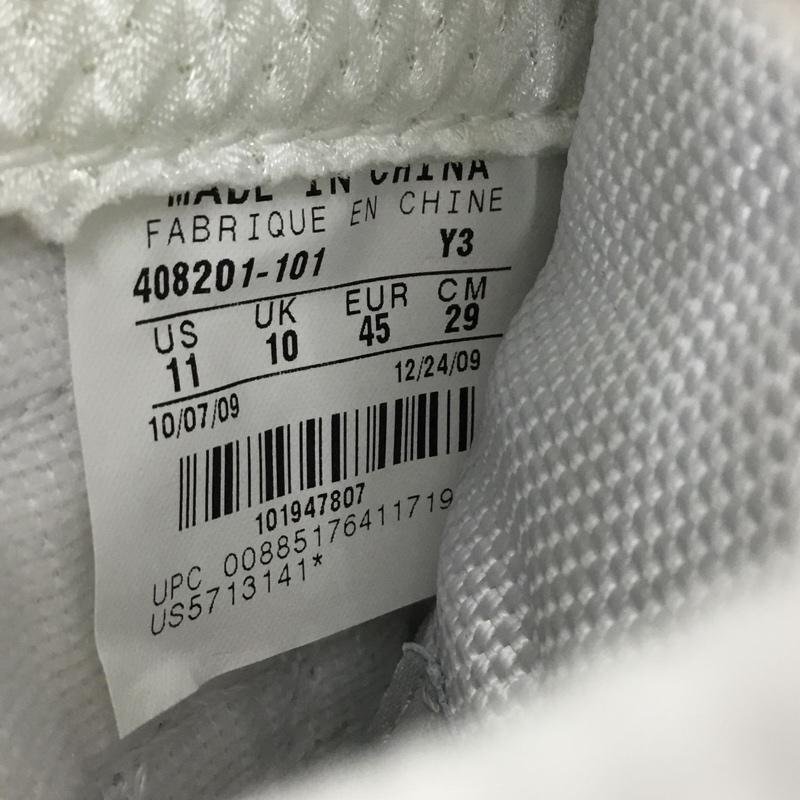 MADE IN CHINA
FABRIQUE EN CHINE
408201-101 Y3
US UK EUR CM
11 10 45 29
10/07/09 12/24/09
101947807
UPC 00885176411719
US5713141*